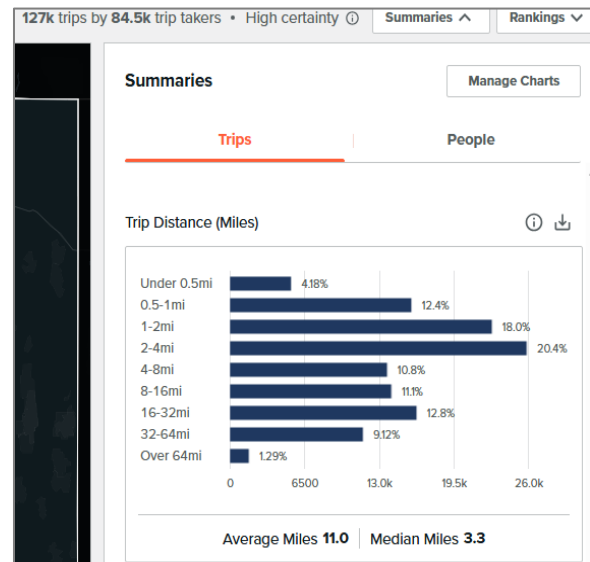 127k trips by 84.5k trip takers • High certainty Summaries Rankings
Summaries Manage Charts
Trips People
Trip Distance (Miles)
Under 0.5mi 4.18%
0.5-1mi 12.4%
1-2mi 18.0%
2-4mi 20.4%
4-8mi 10.8%
8-16mi 11.1%
16-32mi 12.8%
32-64mi 9.12%
Over 64mi 1.29%
0 6500 13.0k 19.5k 26.0k
Average Miles 11.0 Median Miles 3.3